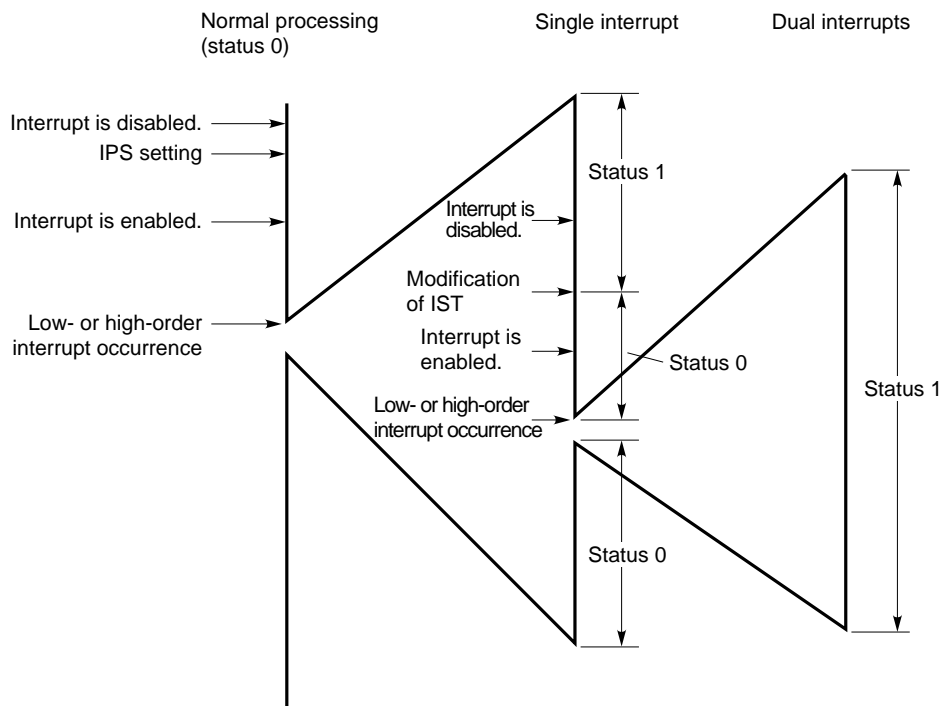 Normal processing
(status 0)
Single interrupt
Dual interrupts
Interrupt is disabled.
IPS setting
Interrupt is enabled.
Low- or high-order
interrupt occurrence
Status 1
Interrupt is
disabled.
Modification
of IST
Interrupt is
enabled.
Low- or high-order
interrupt occurrence
Status 0
Status 0
Status 1